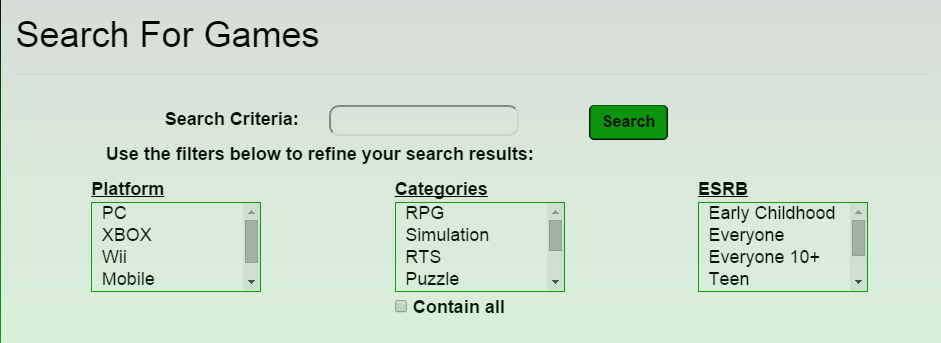 Search For Games
Search Criteria:
Search
Use the filters below to refine your search results:
Platform
PC
XBOX
Wii
Mobile
Categories
RPG
Simulation
RTS
Puzzle
Contain all
ESRB
Early Childhood
Everyone
Everyone 10+
Teen